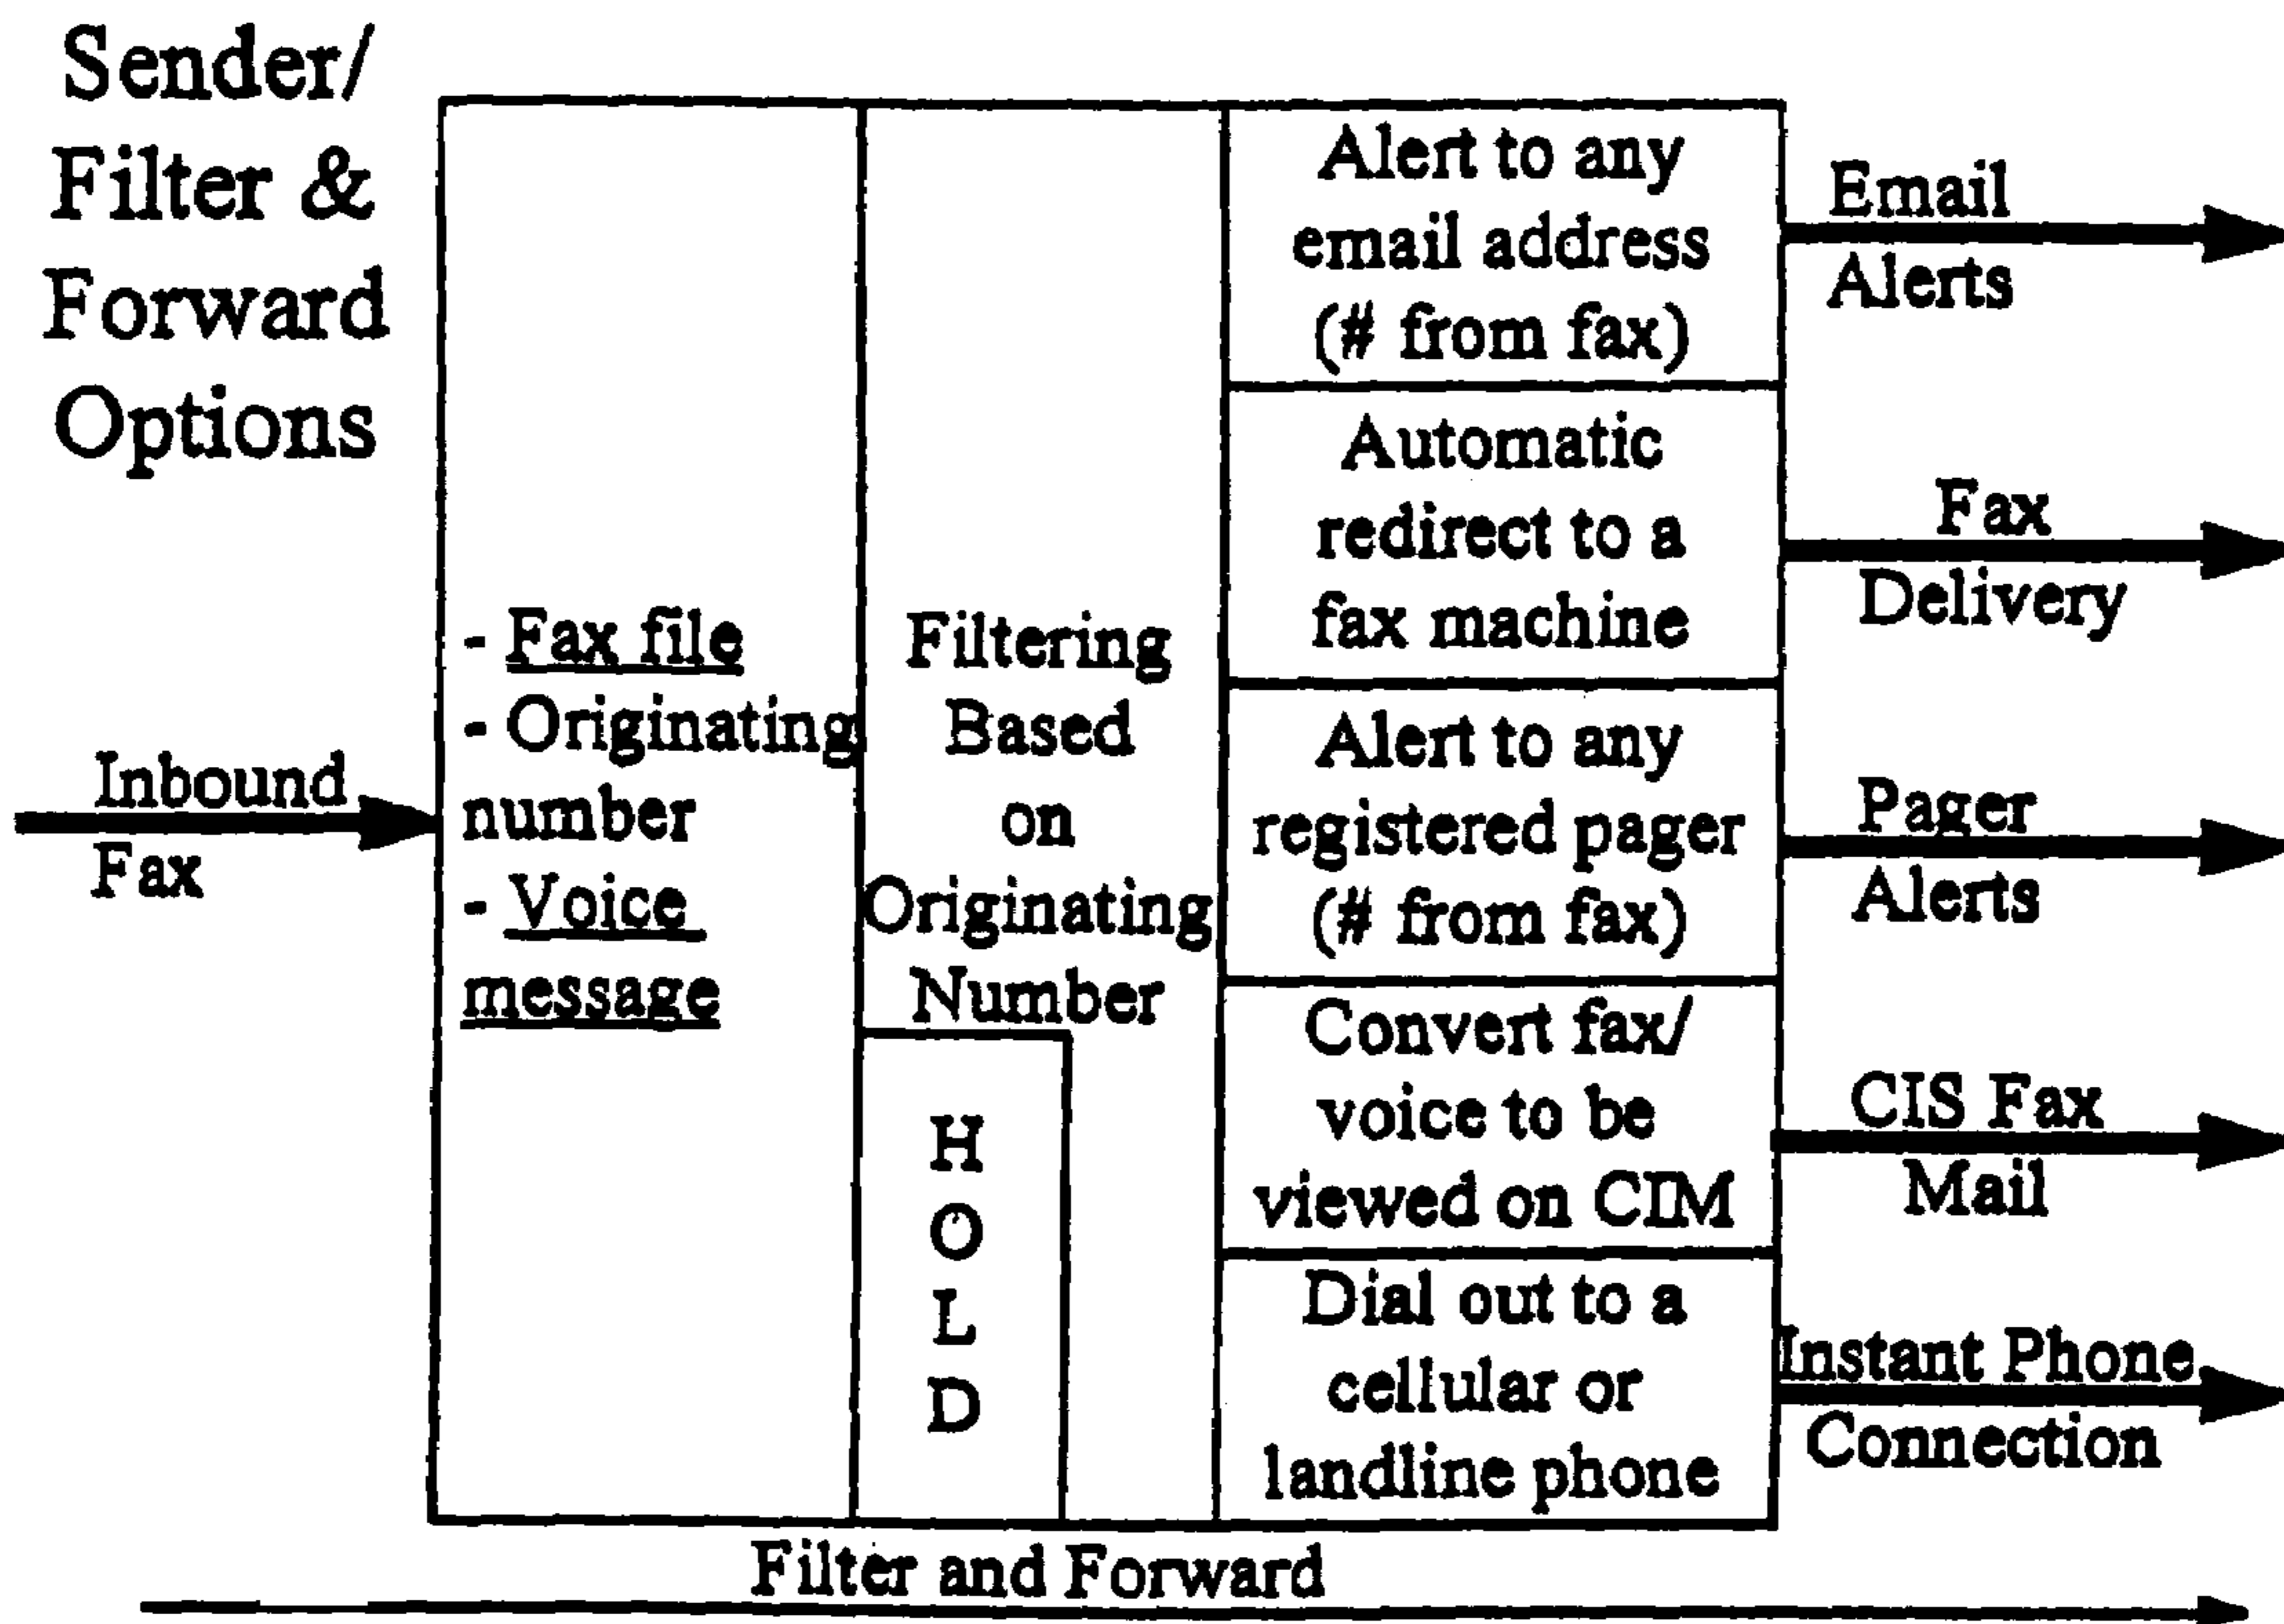 Sender/
Filter &
Forward
Options
Inbound
Fax
- Fax file
- Originating
number
- Voice
message
Filtering
Based
on
Originating
Number
H
O
L
D
Alert to any
email address
(# from fax)
Automatic
redirect to a
fax machine
Alert to any
registered pager
(# from fax)
Convert fax/
voice to be
viewed on CIM
Dial out to a
cellular or
landline phone
Email
Alerts
Fax
Delivery
Pager
Alerts
CIS Fax
Mail
Instant Phone
Connection
Filter and Forward